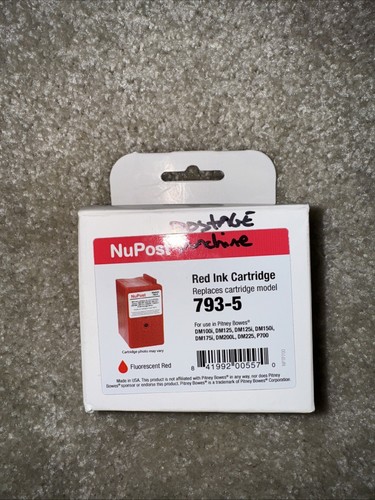 POSTAGE
Machine
NuPost
Red Ink Cartridge
Replaces cartridge model
793-5
For use in Pitney Bowes®
DM100i, DM125, DM125i, DM150i,
DM175i, DM200L, DM225, P700
NuPost
Cartridge photo may vary
Fluorescent Red
6 41992 00557 0
Made in USA. This product is not affiliated with Pitney Bowes® in any way, nor does Pitney Bowes®
sponsor or endorse this product. Pitney Bowes® is a trademark of Pitney Bowes® Corporation